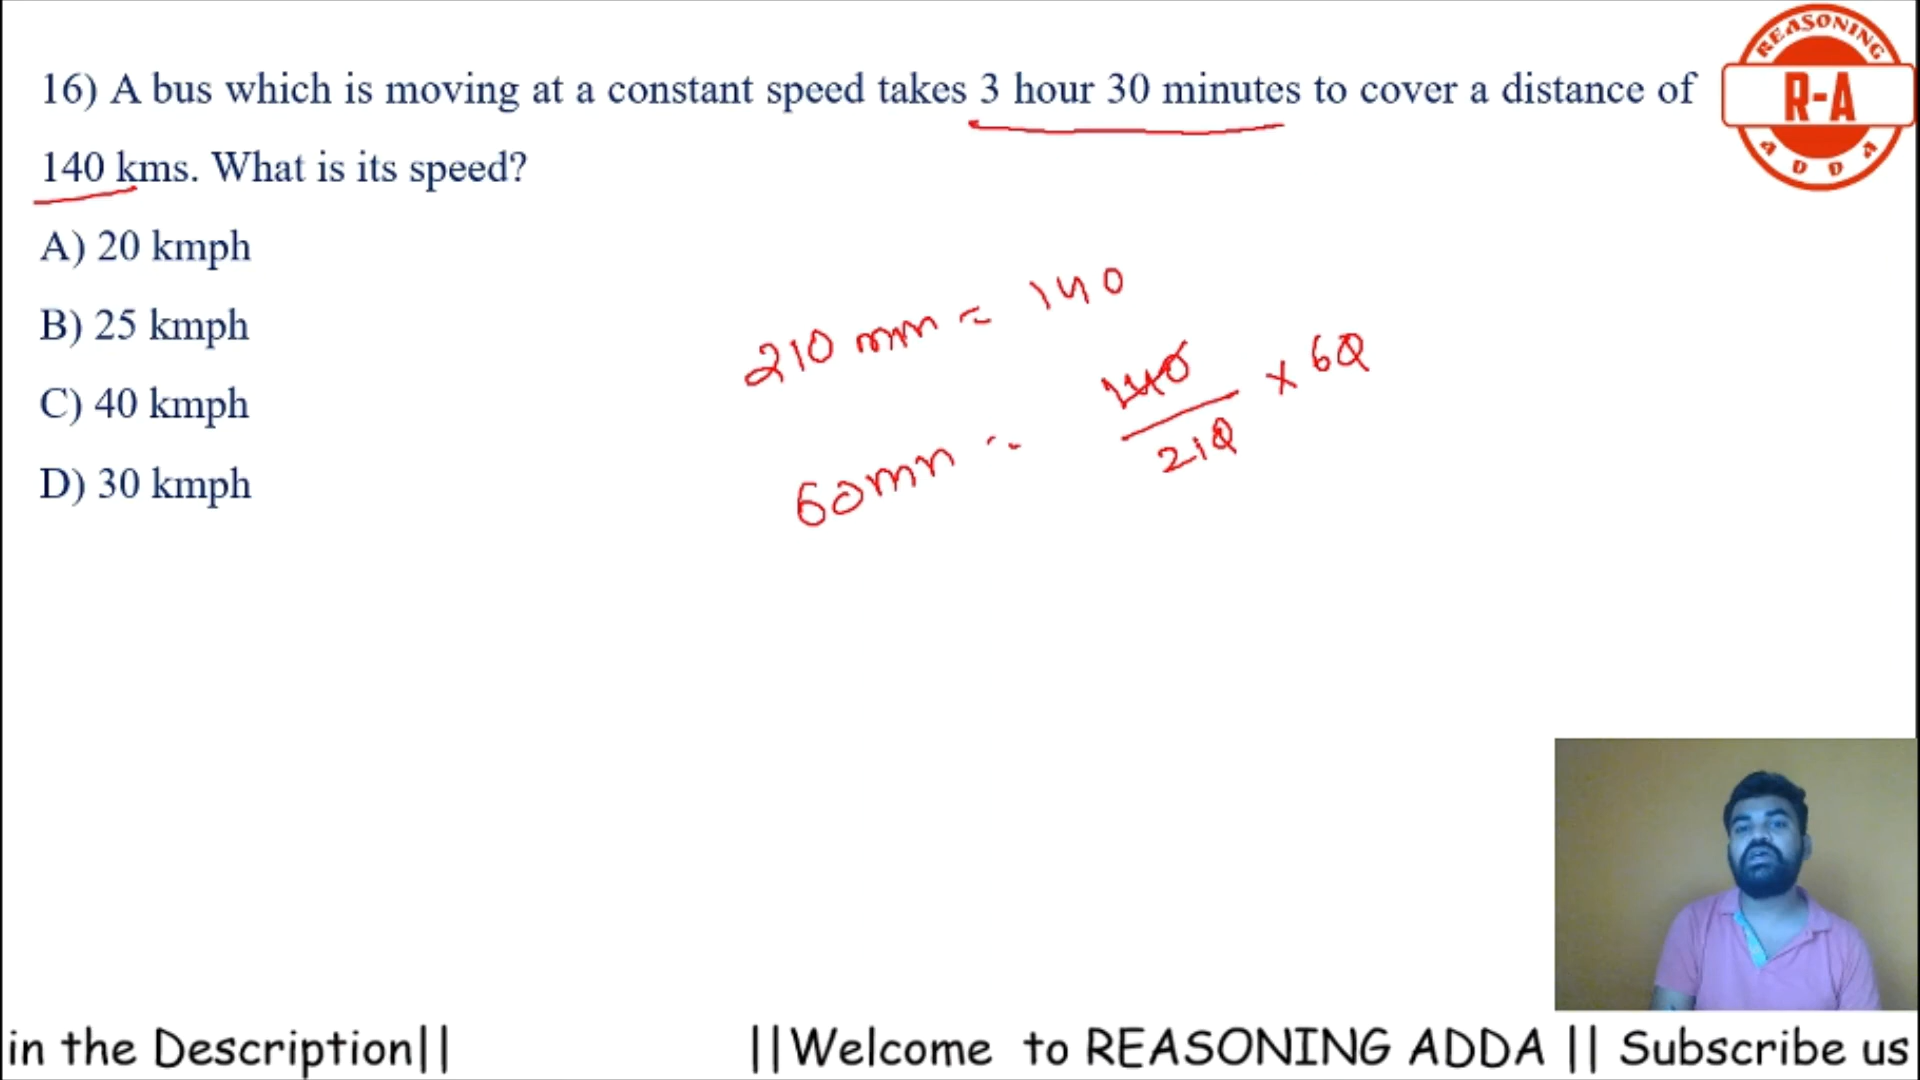 16) A bus which is moving at a constant speed takes 3 hour 30 minutes to cover a distance of
140 kms. What is its speed?
A) 20 kmph
B) 25 kmph
C) 40 kmph
D) 30 kmph
REASONING
R-A
ADDA
210 min = 140
60min = 140/210 × 60
in the Description|| ||Welcome to REASONING ADDA || Subscribe us